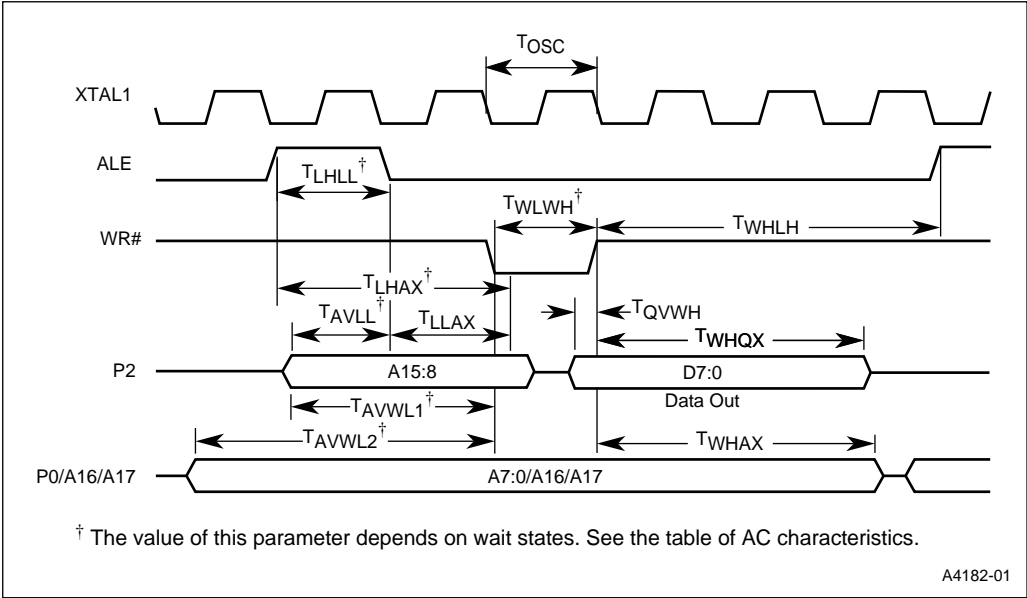 TOSC
XTAL1
ALE
TLHLL†
TWLWH†
WR#
TWHLH
TLHAX†
TAVLL†
TLLAX
TQVWH
TWHQX
P2
A15:8
D7:0
Data Out
TAVWL1†
TAVWL2†
TWHAX
P0/A16/A17
A7:0/A16/A17
† The value of this parameter depends on wait states. See the table of AC characteristics.
A4182-01